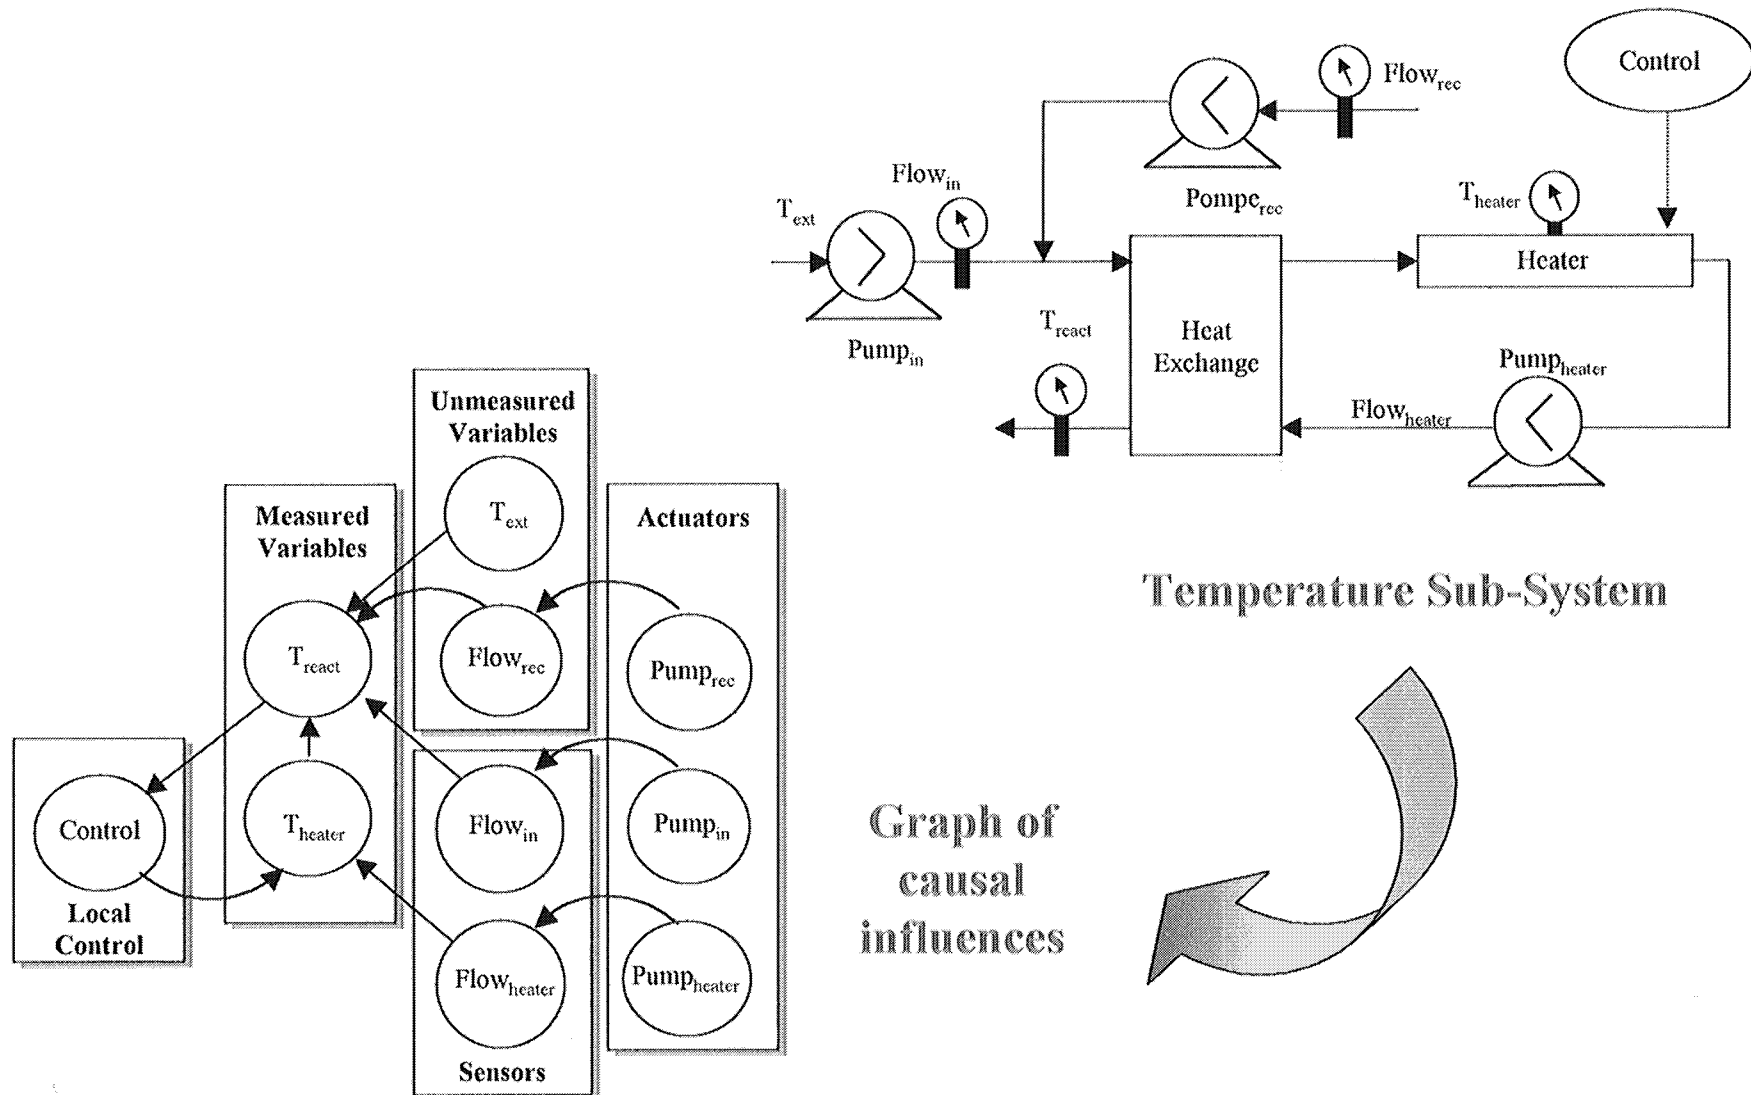 Control
Flow_rec
Flow_in
T_ext
Pompe_rec
T_heater
Heater
Pump_in
T_react
Heat
Exchange
Pump_heater
Flow_heater
Temperature Sub-System
Unmeasured
Variables
T_ext
Flow_rec
Measured
Variables
T_react
T_heater
Actuators
Pump_rec
Pump_in
Pump_heater
Control
Local
Control
Flow_in
Flow_heater
Sensors
Graph of
causal
influences